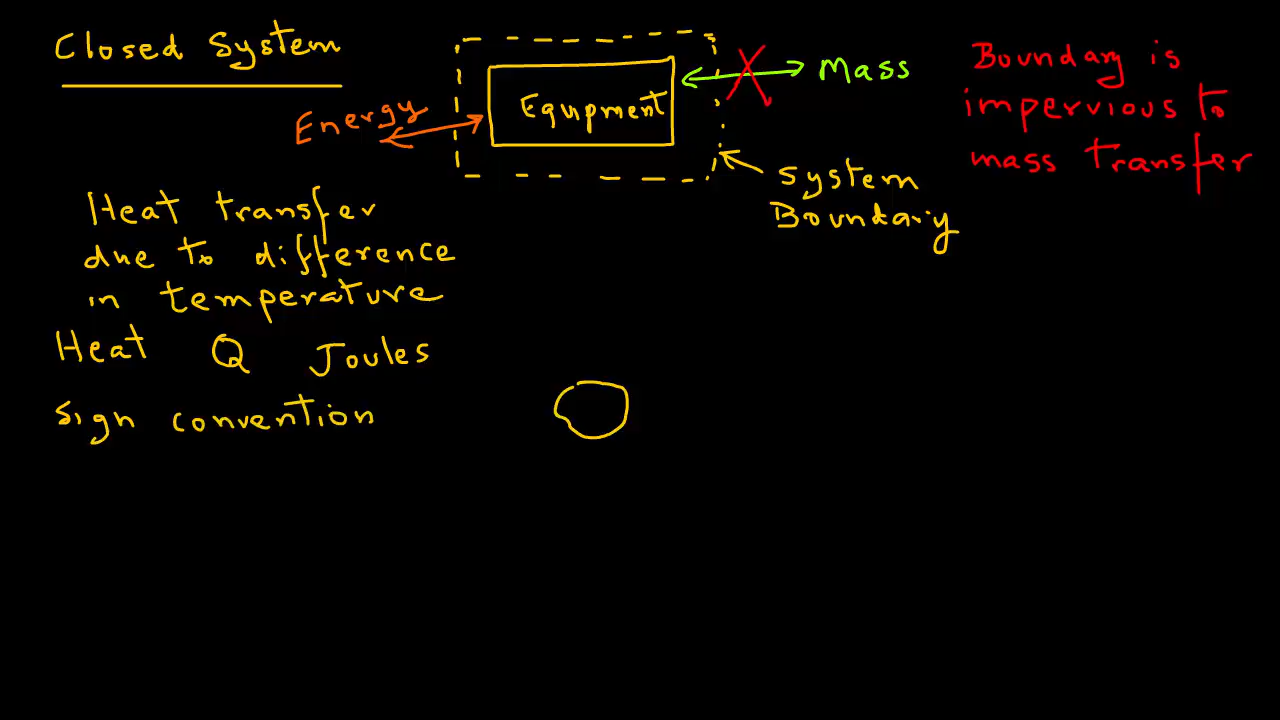 Closed System
Energy
Equipment
Mass
Boundary is
impervious to
mass transfer
System
Boundary
Heat transfer
due to difference
in temperature
Heat Q Joules
Sign convention